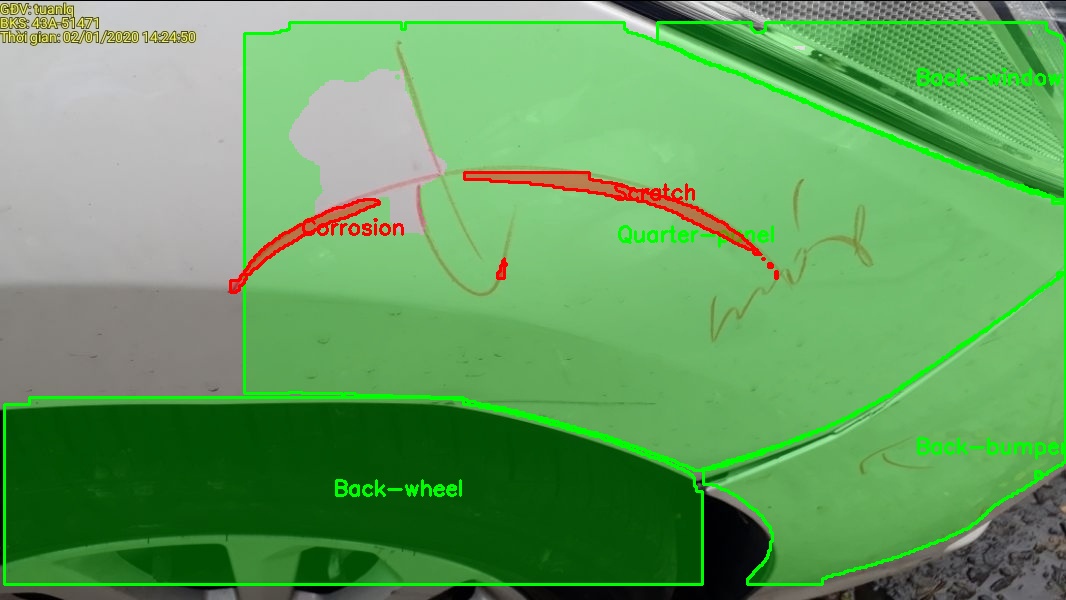 GĐV: tuanlq
BKS: 43A-51471
Thời gian: 02/01/2020 14:24:50
Back-window
Scratch
Corrosion
Quarter-panel
Back-bumper
Back-wheel